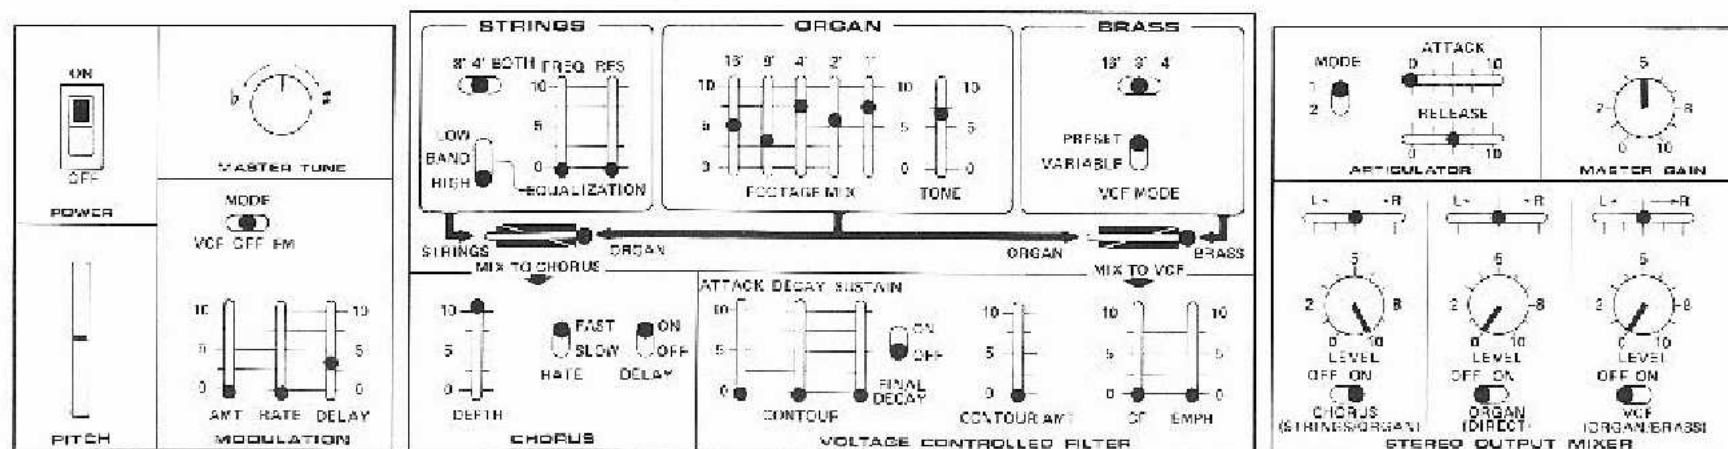 STRINGS
ORGAN
BRASS
ON
OFF
POWER
PITCH
MASTER TUNE
MODE
VCF OFF FM
10 10
5 5
0 0
AMT RATE DELAY
MODULATION
8' 4' BOTH
FREQ RES
LOW
BAND
HIGH
10
5
0
EQUALIZATION
16' 8' 4' 2' 1'
10
5
0
FOOTAGE MIX
10 10
5 5
0 0
TONE
16' 8' 4'
PRESET
VARIABLE
VCF MODE
STRINGS
ORGAN
ORGAN
BRASS
MIX TO CHORUS
MIX TO VCF
10
5
0
DEPTH
FAST
SLOW
RATE
ON
OFF
DELAY
CHORUS
ATTACK DECAY SUSTAIN
10
5
0
CONTOUR
ON
OFF
FINAL
DECAY
10
5
0
CONTOUR AMT
10
5
0
CF EMPH
VOLTAGE CONTROLLED FILTER
MODE
1
2
ATTACK
0 10
RELEASE
0 10
ARTICULATOR
5
2 8
0 10
MASTER GAIN
L R
5
2 8
0 10
LEVEL
OFF ON
CHORUS
(STRINGS/ORGAN)
L R
5
2 8
0 10
LEVEL
OFF ON
ORGAN
(DIRECT)
L R
5
2 8
0 10
LEVEL
OFF ON
VCF
(ORGAN/BRASS)
STEREO OUTPUT MIXER